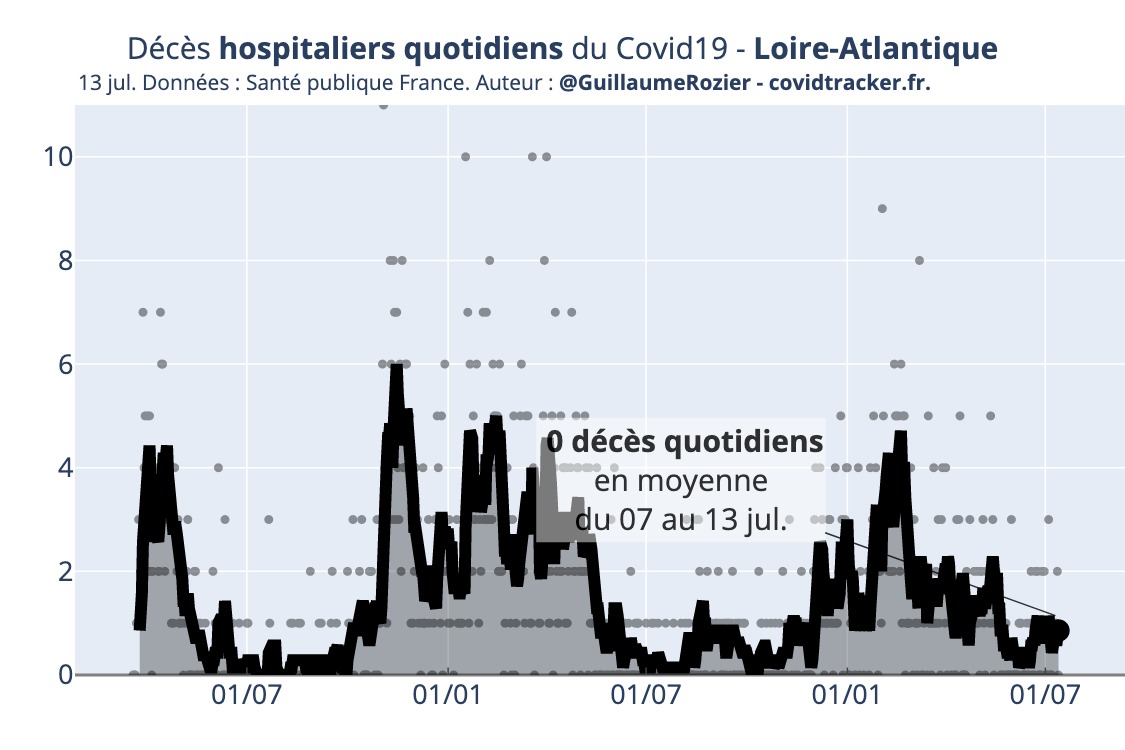 Décès hospitaliers quotidiens du Covid19 - Loire-Atlantique
13 jul. Données : Santé publique France. Auteur : @GuillaumeRozier - covidtracker.fr.
10
8
6
4
2
0
0 décès quotidiens
en moyenne
du 07 au 13 jul.
01/07 01/01 01/07 01/01 01/07